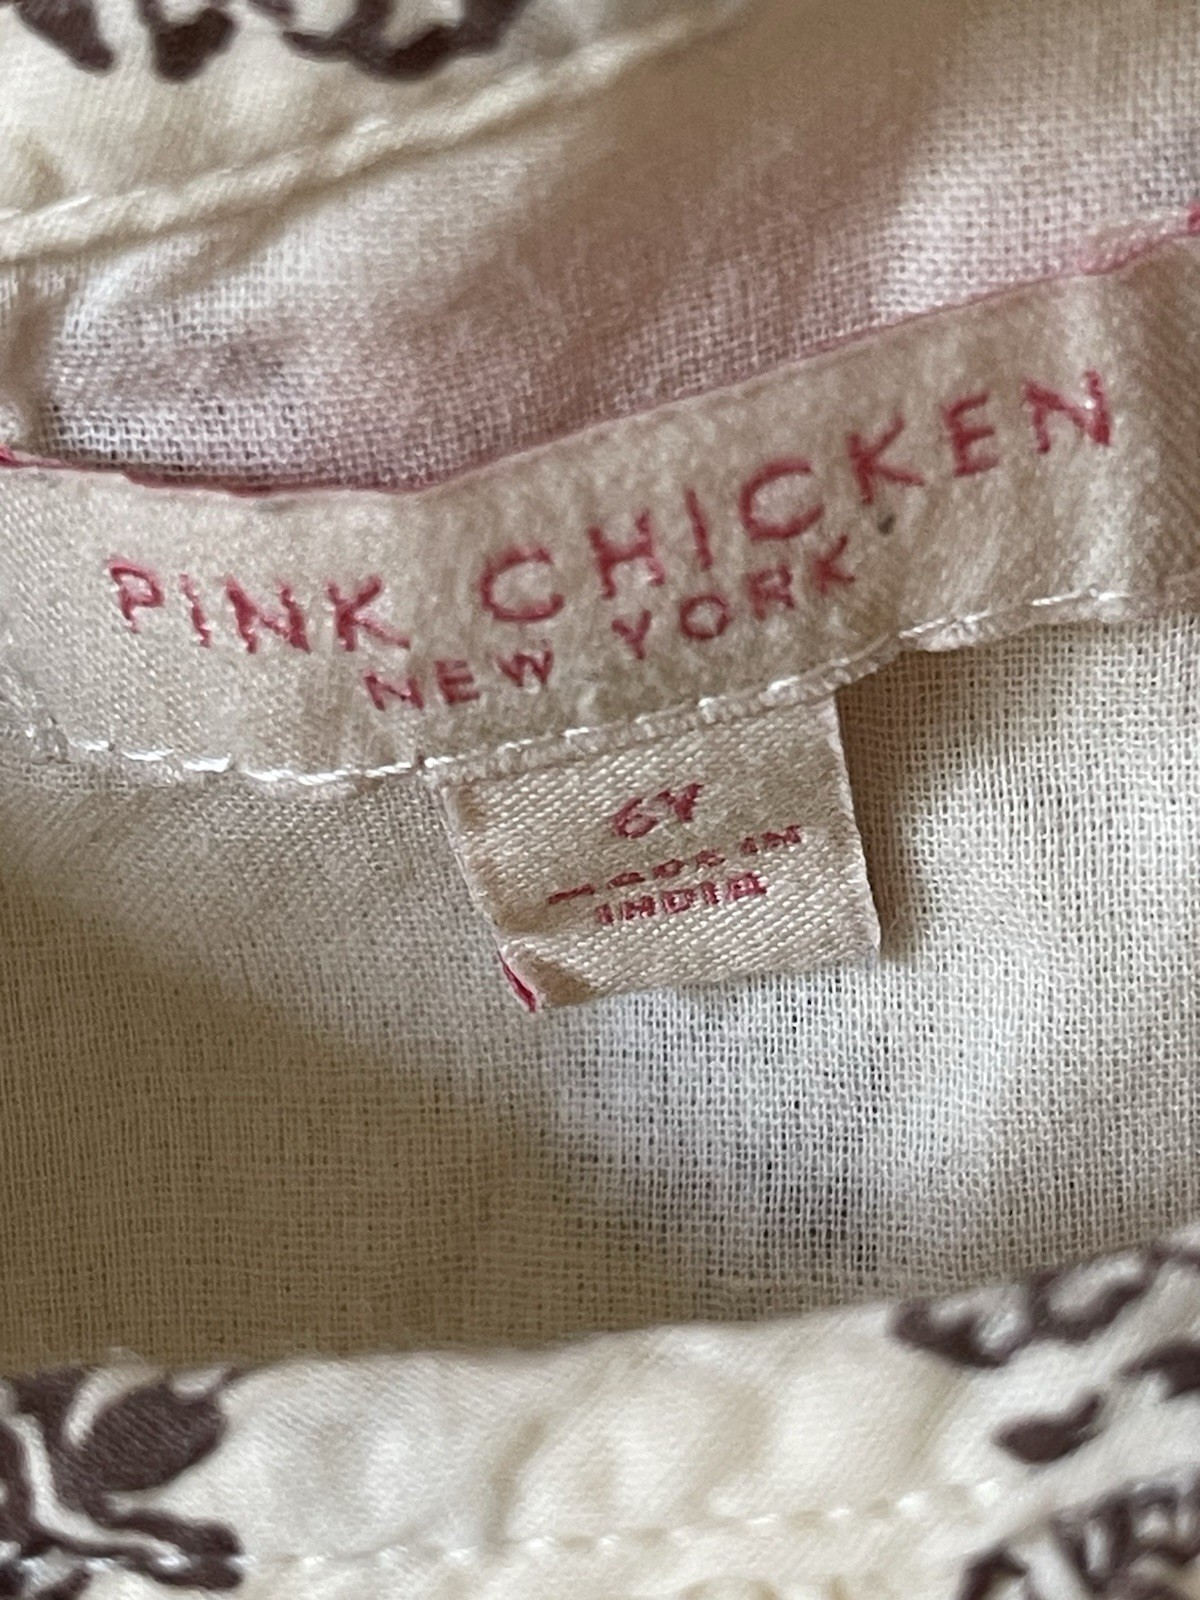 PINK CHICKEN
NEW YORK
6Y
MADE IN
INDIA